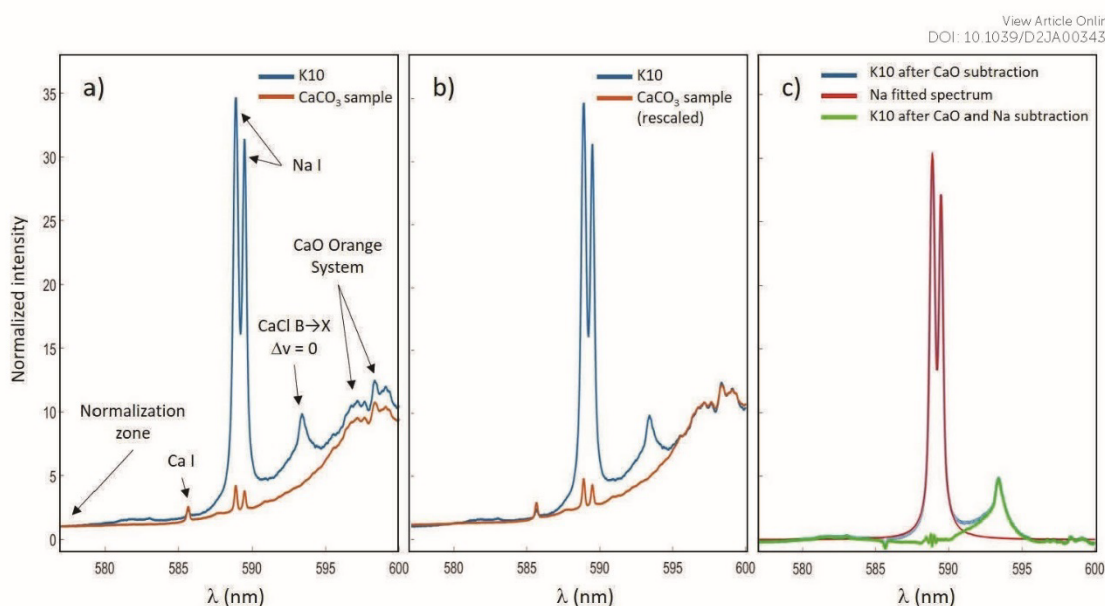 View Article Onlin
DOI: 10.1039/D2JA00343
a)
K10
CaCO₃ sample
Na I
CaO Orange
System
CaCl B→X
Δv = 0
Normalization
zone
Ca I
Normalized intensity
35
30
25
20
15
10
5
0
580
585
590
595
600
λ (nm)
b)
K10
CaCO₃ sample
(rescaled)
580
585
590
595
600
λ (nm)
c)
K10 after CaO subtraction
Na fitted spectrum
K10 after CaO and Na subtraction
580
585
590
595
600
λ (nm)